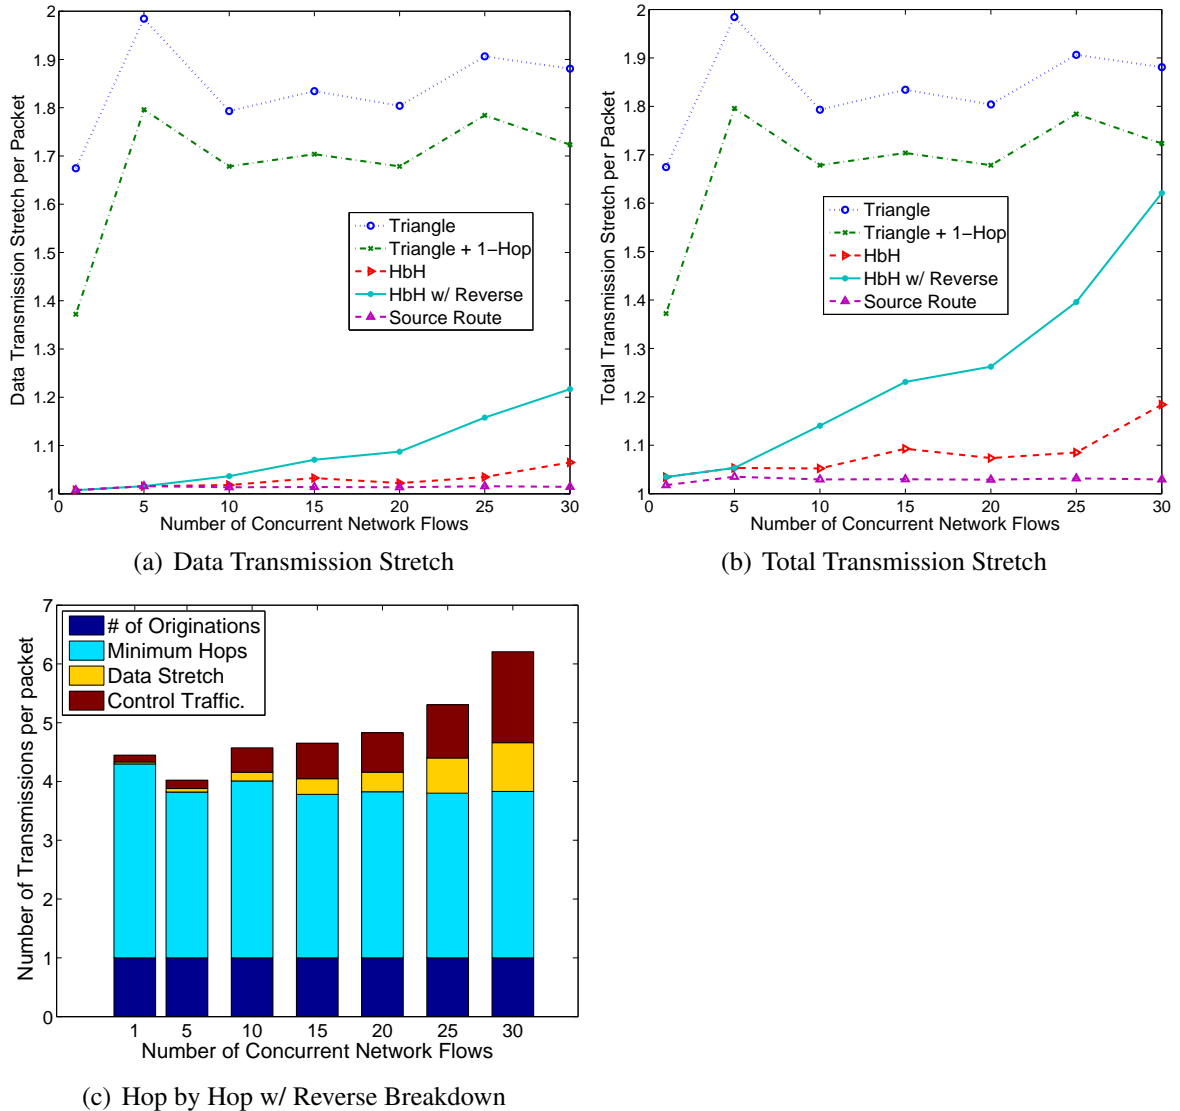 2
1.9
1.8
1.7
1.6
1.5
1.4
1.3
1.2
1.1
1
Data Transmission Stretch per Packet
Triangle
Triangle + 1−Hop
HbH
HbH w/ Reverse
Source Route
0 5 10 15 20 25 30
Number of Concurrent Network Flows
(a) Data Transmission Stretch
2
1.9
1.8
1.7
1.6
1.5
1.4
1.3
1.2
1.1
1
Total Transmission Stretch per Packet
Triangle
Triangle + 1−Hop
HbH
HbH w/ Reverse
Source Route
0 5 10 15 20 25 30
Number of Concurrent Network Flows
(b) Total Transmission Stretch
7
6
5
4
3
2
1
0
Number of Transmissions per packet
# of Originations
Minimum Hops
Data Stretch
Control Traffic.
1 5 10 15 20 25 30
Number of Concurrent Network Flows
(c) Hop by Hop w/ Reverse Breakdown